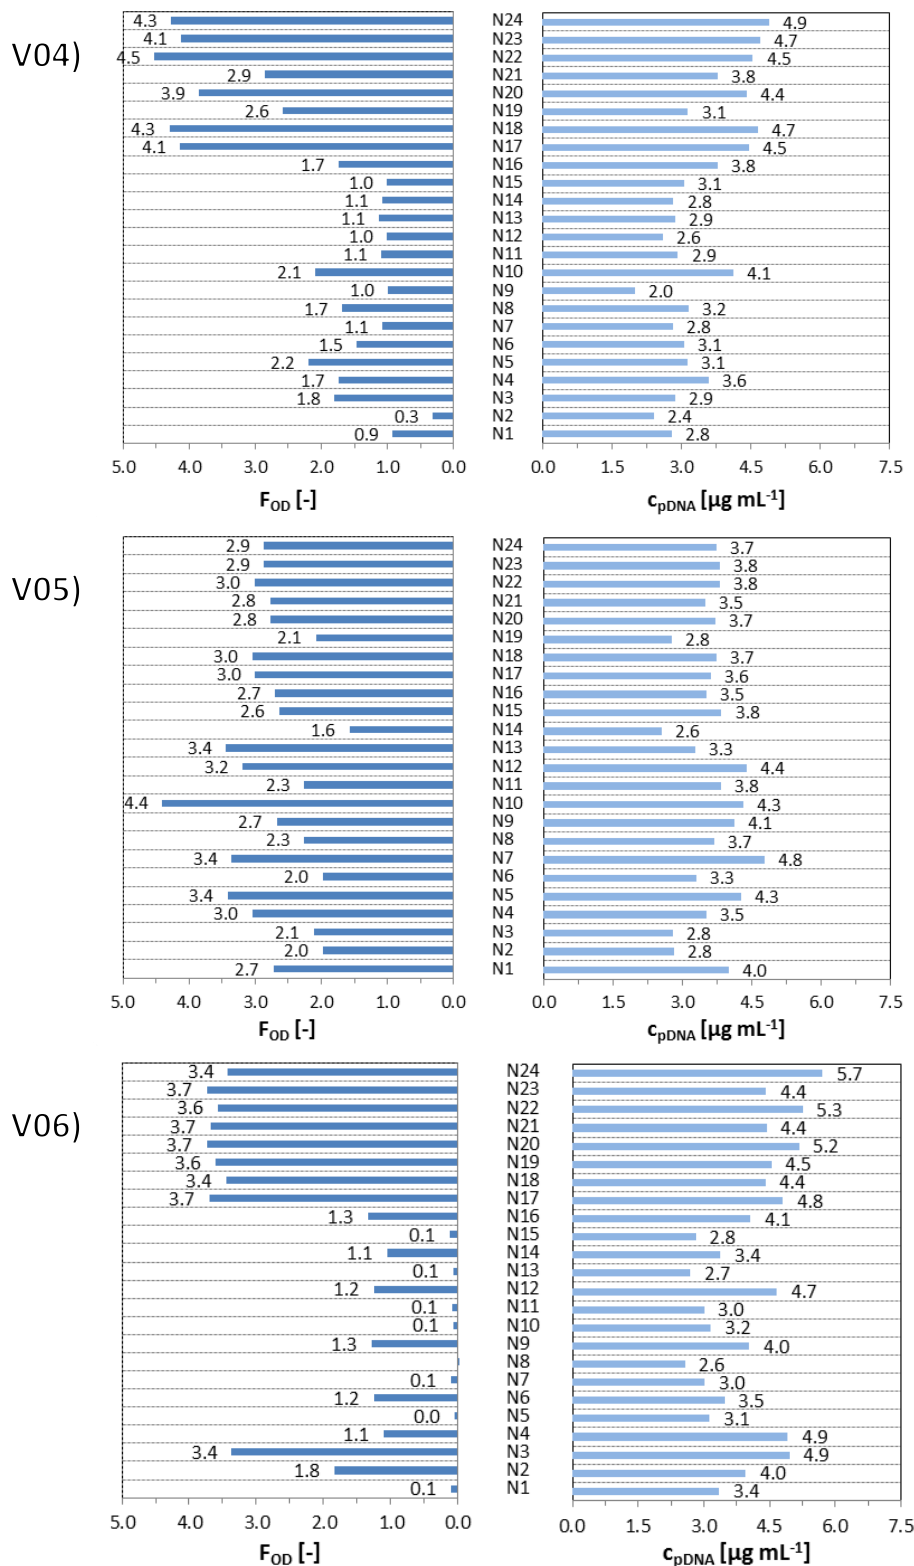 V04)
4.3 N24 4.9
4.1 N23 4.7
4.5 N22 4.5
2.9 N21 3.8
3.9 N20 4.4
2.6 N19 3.1
4.3 N18 4.7
4.1 N17 4.5
1.7 N16 3.8
1.0 N15 3.1
1.1 N14 2.8
1.1 N13 2.9
1.0 N12 2.6
1.1 N11 2.9
2.1 N10 4.1
1.0 N9 2.0
1.7 N8 3.2
1.1 N7 2.8
1.5 N6 3.1
2.2 N5 3.1
1.7 N4 3.6
1.8 N3 2.9
0.3 N2 2.4
0.9 N1 2.8
5.0 4.0 3.0 2.0 1.0 0.0 0.0 1.5 3.0 4.5 6.0 7.5
F_OD [-] c_pDNA [µg mL⁻¹]
V05)
2.9 N24 3.7
2.9 N23 3.8
3.0 N22 3.8
2.8 N21 3.5
2.8 N20 3.7
2.1 N19 2.8
3.0 N18 3.7
3.0 N17 3.6
2.7 N16 3.5
2.6 N15 3.8
1.6 N14 2.6
3.4 N13 3.3
3.2 N12 4.4
2.3 N11 3.8
4.4 N10 4.3
2.7 N9 4.1
2.3 N8 3.7
3.4 N7 4.8
2.0 N6 3.3
3.4 N5 4.3
3.0 N4 3.5
2.1 N3 2.8
2.0 N2 2.8
2.7 N1 4.0
5.0 4.0 3.0 2.0 1.0 0.0 0.0 1.5 3.0 4.5 6.0 7.5
F_OD [-] c_pDNA [µg mL⁻¹]
V06)
3.4 N24 5.7
3.7 N23 4.4
3.6 N22 5.3
3.7 N21 4.4
3.7 N20 5.2
3.6 N19 4.5
3.4 N18 4.4
3.7 N17 4.8
1.3 N16 4.1
0.1 N15 2.8
1.1 N14 3.4
0.1 N13 2.7
1.2 N12 4.7
0.1 N11 3.0
0.1 N10 3.2
1.3 N9 4.0
N8 2.6
0.1 N7 3.0
1.2 N6 3.5
0.0 N5 3.1
1.1 N4 4.9
3.4 N3 4.9
1.8 N2 4.0
0.1 N1 3.4
5.0 4.0 3.0 2.0 1.0 0.0 0.0 1.5 3.0 4.5 6.0 7.5
F_OD [-] c_pDNA [µg mL⁻¹]